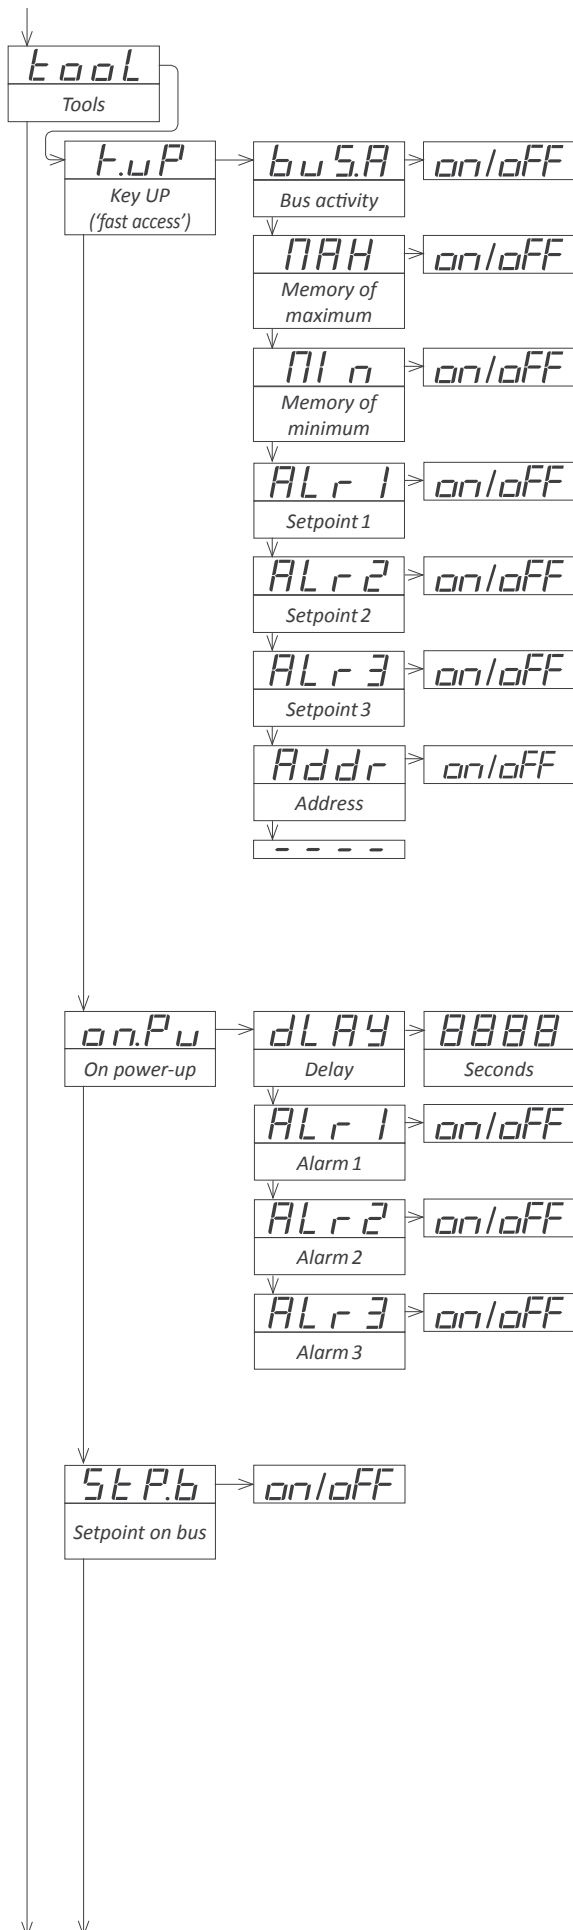 tooL
Tools
K.uP
buS.A
on/oFF
Key UP
('fast access')
Bus activity
MAX
on/oFF
Memory of
maximum
MIn
on/oFF
Memory of
minimum
ALr1
on/oFF
Setpoint 1
ALr2
on/oFF
Setpoint 2
ALr3
on/oFF
Setpoint 3
Addr
on/oFF
Address
----
on.Pu
dLAY
8888
On power-up
Delay
Seconds
ALr1
on/oFF
Alarm 1
ALr2
on/oFF
Alarm 2
ALr3
on/oFF
Alarm 3
StP.b
on/oFF
Setpoint on bus